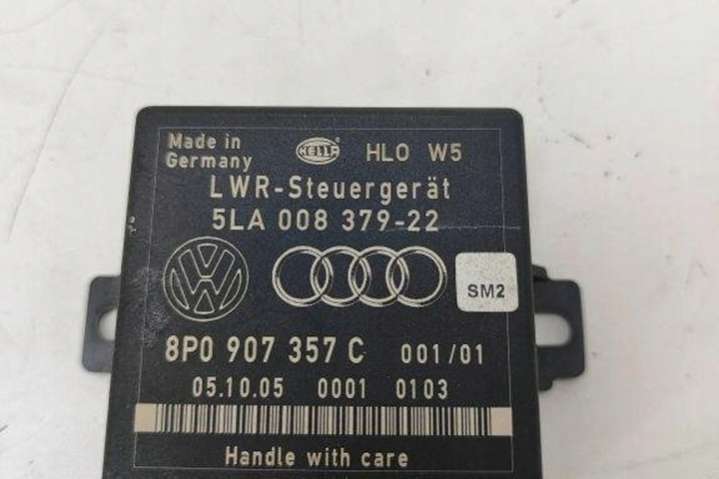 Made in
Germany
HELLA
HLO W5
LWR-Steuergerät
5LA 008 379-22
SM2
8P0 907 357 C 001/01
05.10.05 0001 0103
Handle with care